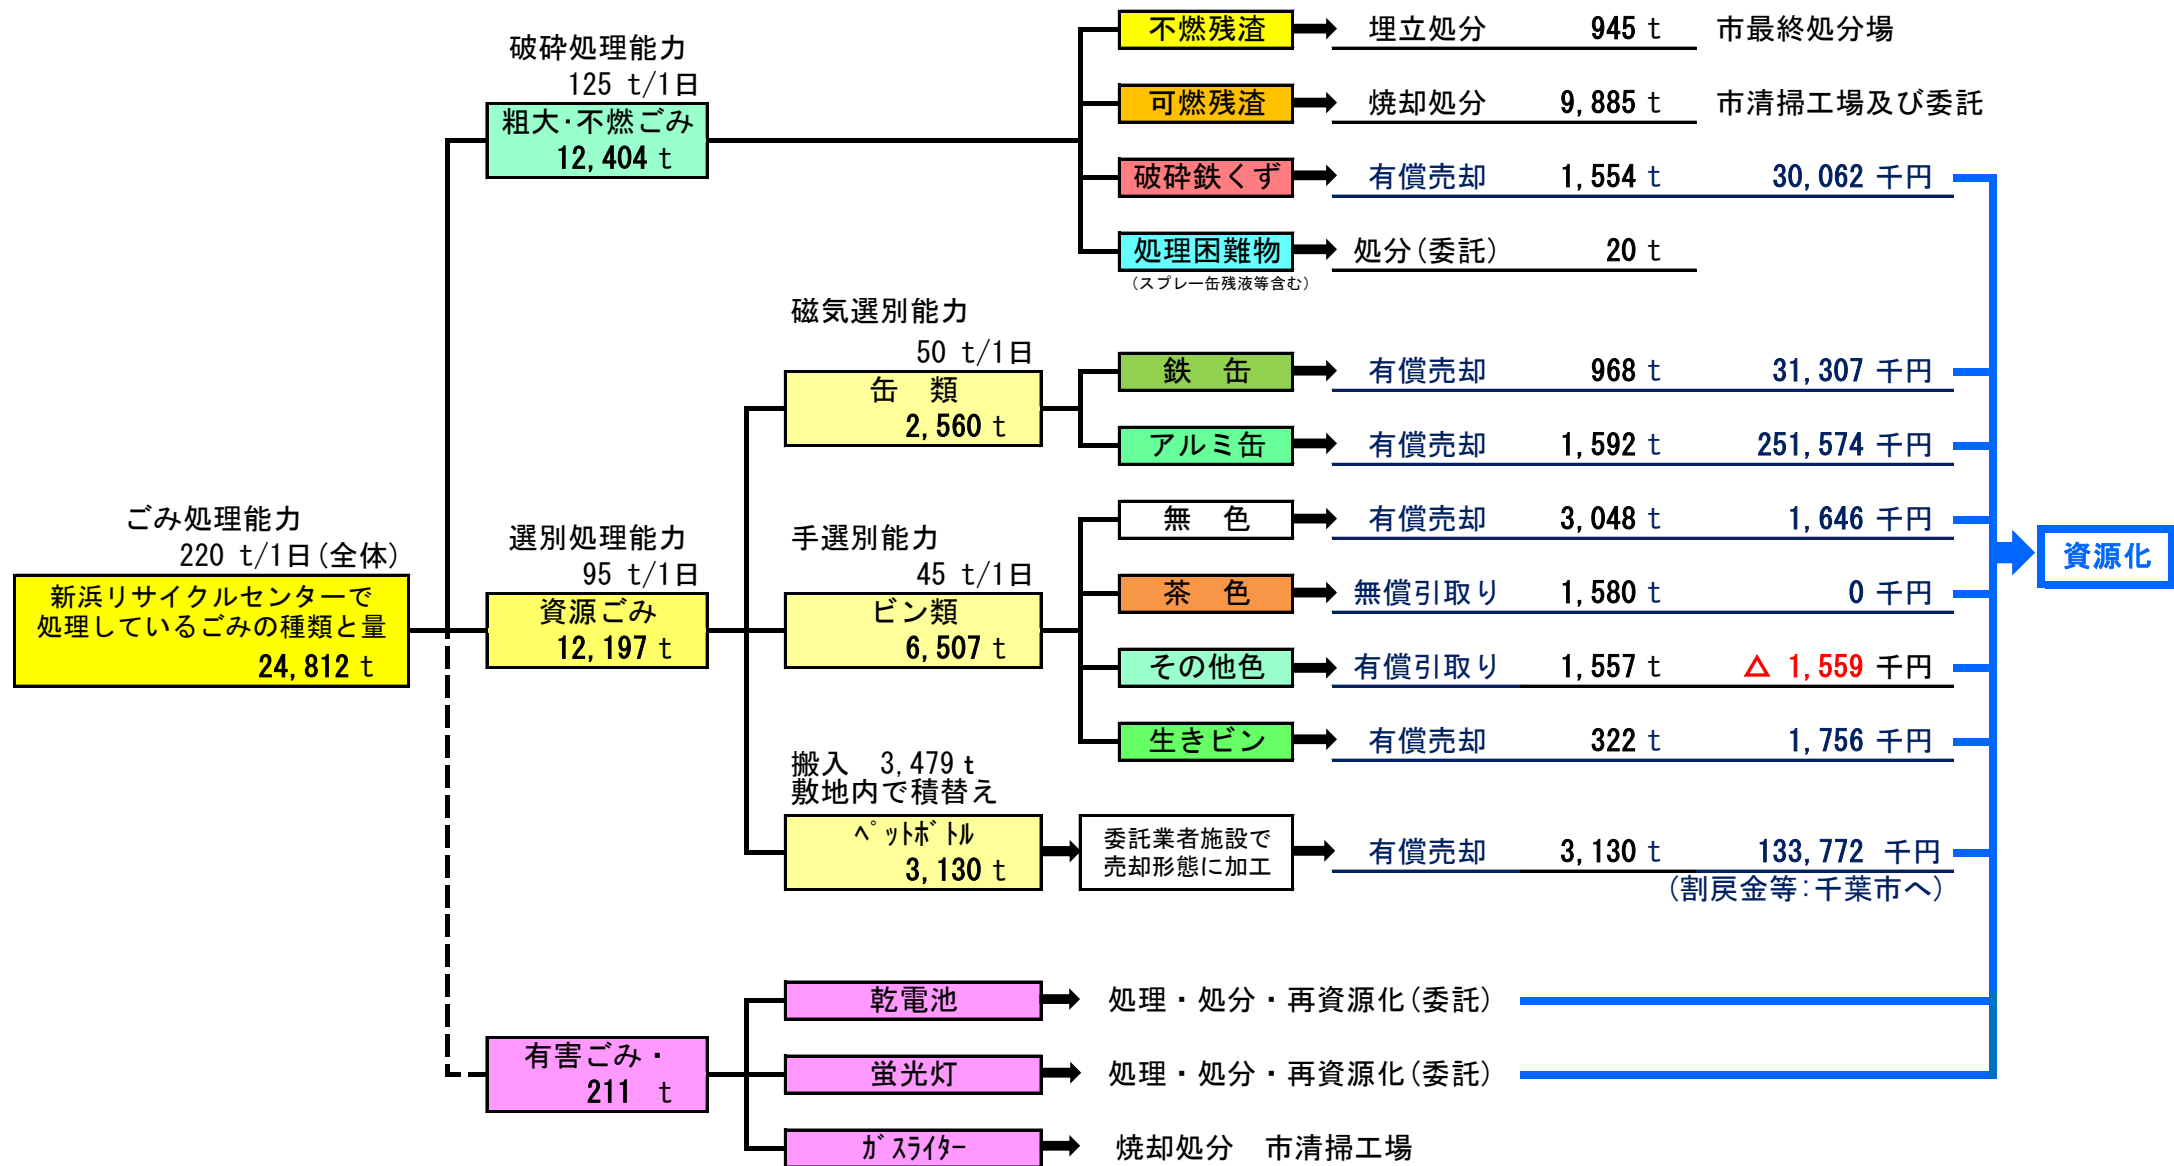 破砕処理能力
125 t/1日
粗大・不燃ごみ
12,404 t
不燃残渣 埋立処分 945 t 市最終処分場
可燃残渣 焼却処分 9,885 t 市清掃工場及び委託
破砕鉄くず 有償売却 1,554 t 30,062 千円
処理困難物 処分(委託) 20 t
(スプレー缶残液等含む)
磁気選別能力
50 t/1日
缶　類
2,560 t
鉄　缶 有償売却 968 t 31,307 千円
アルミ缶 有償売却 1,592 t 251,574 千円
ごみ処理能力
220 t/1日(全体)
新浜リサイクルセンターで
処理しているごみの種類と量
24,812 t
選別処理能力
95 t/1日
資源ごみ
12,197 t
手選別能力
45 t/1日
ビン類
6,507 t
無　色 有償売却 3,048 t 1,646 千円
茶　色 無償引取り 1,580 t 0 千円
その他色 有償引取り 1,557 t △ 1,559 千円
生きビン 有償売却 322 t 1,756 千円
資源化
搬入　3,479 t
敷地内で積替え
ﾍﾟｯﾄﾎﾞﾄﾙ
3,130 t
委託業者施設で
売却形態に加工
有償売却 3,130 t 133,772 千円
(割戻金等:千葉市へ)
有害ごみ・
211 t
乾電池 処理・処分・再資源化(委託)
蛍光灯 処理・処分・再資源化(委託)
ｶﾞｽﾗｲﾀｰ 焼却処分　市清掃工場